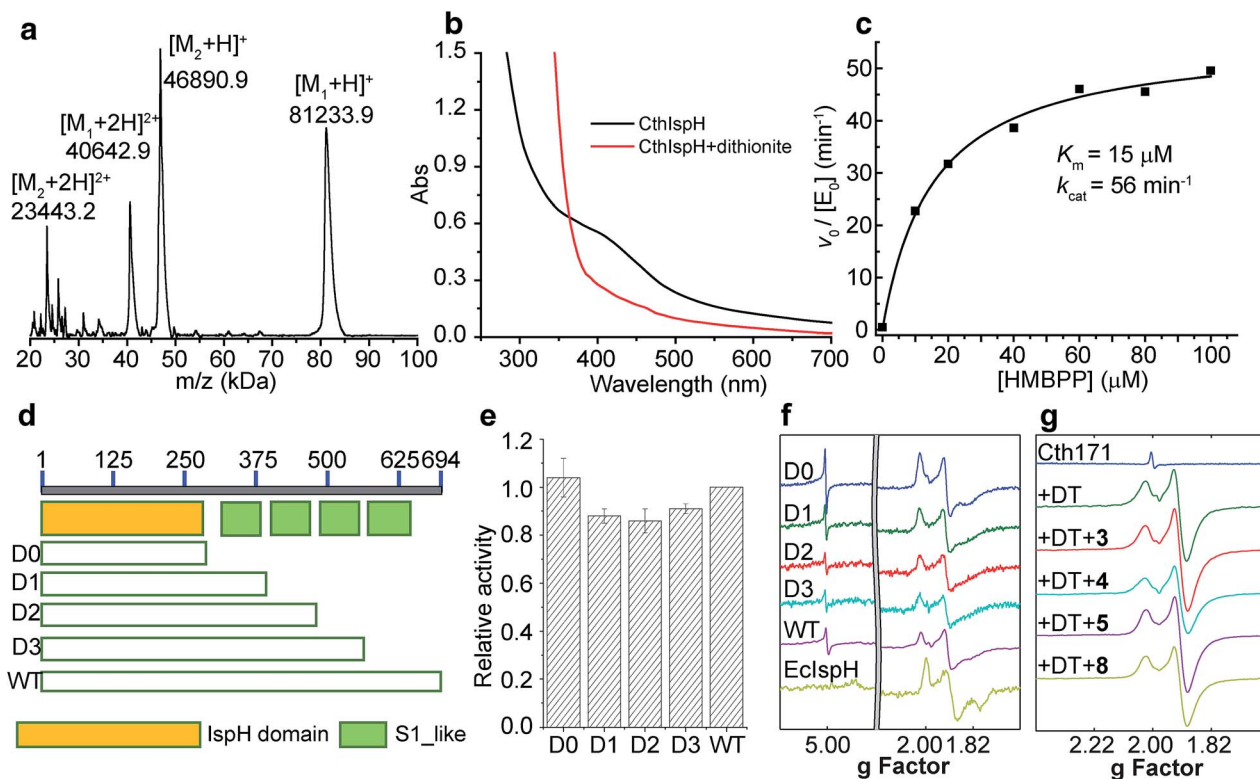 a
[M₂+H]⁺
46890.9
[M₁+H]⁺
81233.9
[M₁+2H]²⁺
40642.9
[M₂+2H]²⁺
23443.2
20 30 40 50 60 70 80 90 100
m/z (kDa)
b
1.5
1.2
0.9
0.6
0.3
0.0
Abs
CthIspH
CthIspH+dithionite
300 400 500 600 700
Wavelength (nm)
c
50
40
30
20
10
0
v₀ / [E₀] (min⁻¹)
Kₘ = 15 μM
k_cat = 56 min⁻¹
0 20 40 60 80 100
[HMBPP] (μM)
d
1 125 250 375 500 625 694
D0
D1
D2
D3
WT
IspH domain
S1_like
e
1.2
1.0
0.8
0.6
0.4
0.2
0.0
Relative activity
D0 D1 D2 D3 WT
f
D0
D1
D2
D3
WT
EcIspH
5.00 2.00 1.82
g Factor
g
Cth171
+DT
+DT+3
+DT+4
+DT+5
+DT+8
2.22 2.00 1.82
g Factor